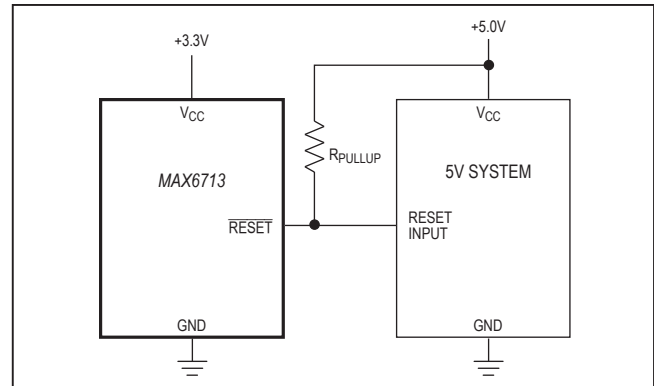 +3.3V
+5.0V
VCC
VCC
RPULLUP
MAX6713
5V SYSTEM
RESET
RESET
INPUT
GND
GND